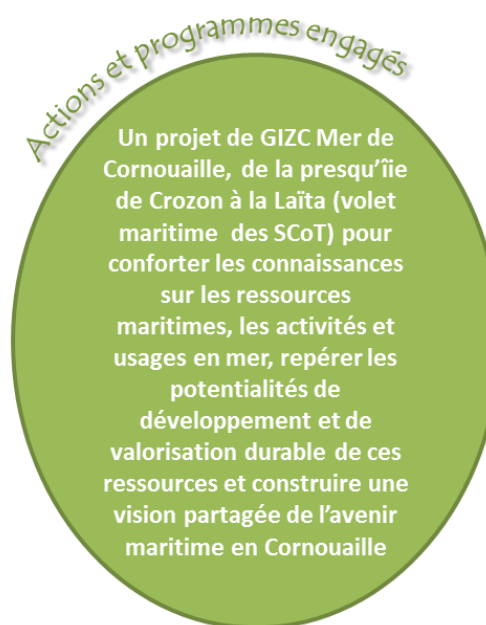 Actions et programmes engagés
Un projet de GIZC Mer de
Cornouaille, de la presqu’îie
de Crozon à la Laïta (volet
maritime des SCoT) pour
conforter les connaissances
sur les ressources
maritimes, les activités et
usages en mer, repérer les
potentialités de
développement et de
valorisation durable de ces
ressources et construire une
vision partagée de l’avenir
maritime en Cornouaille